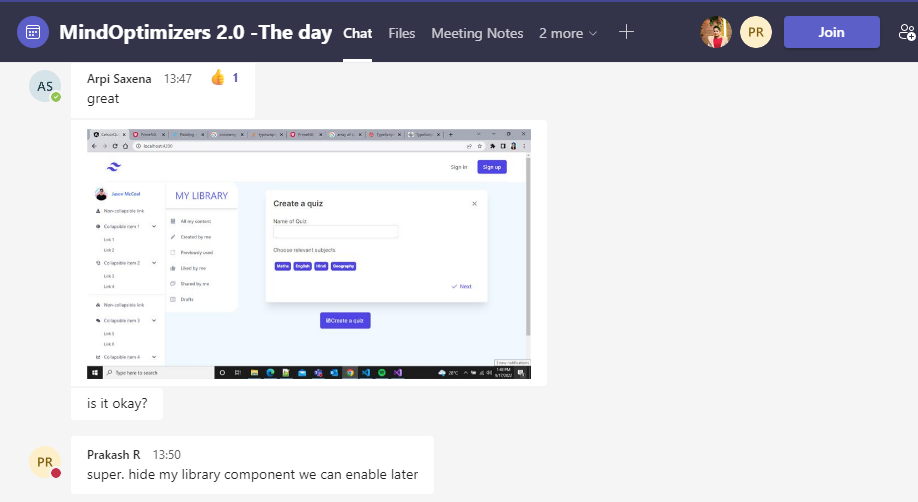 MindOptimizers 2.0 -The day
Chat
Files
Meeting Notes
2 more
PR
Join
AS
Arpi Saxena 13:47
1
great
localhost:4200
Sign in
Sign up
Jason McCoel
Non-collapsible link
Collapsible item 1
Link 1
Link 2
Collapsible item 2
Link 3
Link 4
Non-collapsible link
Collapsible item 3
Link 5
Link 6
Collapsible item 4
MY LIBRARY
All my content
Created by me
Previously used
Liked by me
Shared by me
Drafts
Create a quiz
Name of Quiz
Choose relevant subjects
Maths
English
Hindi
Geography
Next
Create a quiz
Type here to search
is it okay?
PR
Prakash R 13:50
super. hide my library component we can enable later